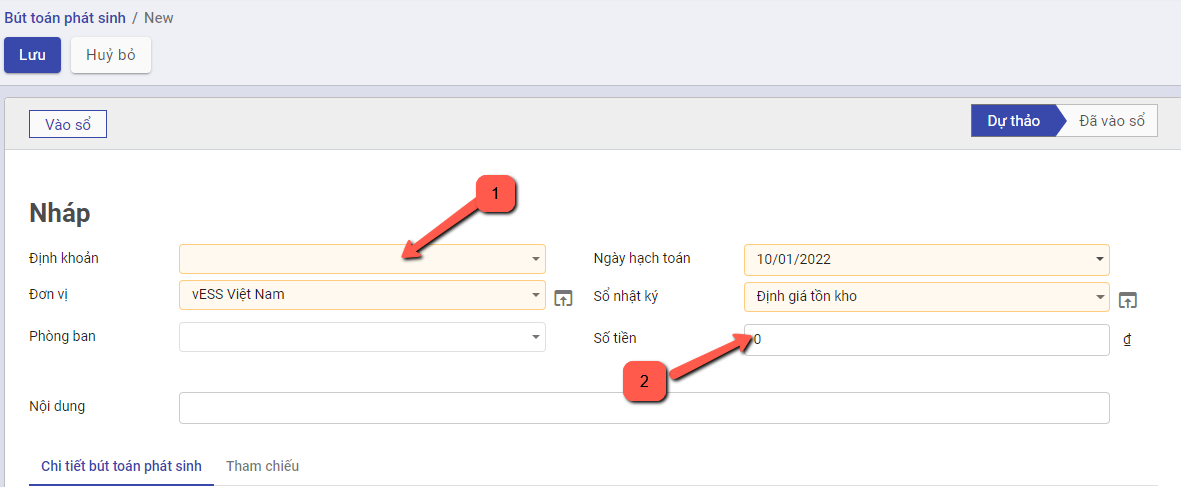 Bút toán phát sinh / New
Lưu Huỷ bỏ
Vào sổ Dự thảo Đã vào sổ
1
Nháp
Định khoản Ngày hạch toán 10/01/2022
Đơn vị vESS Việt Nam Sổ nhật ký Định giá tồn kho
Phòng ban Số tiền 0 ₫
2
Nội dung
Chi tiết bút toán phát sinh Tham chiếu